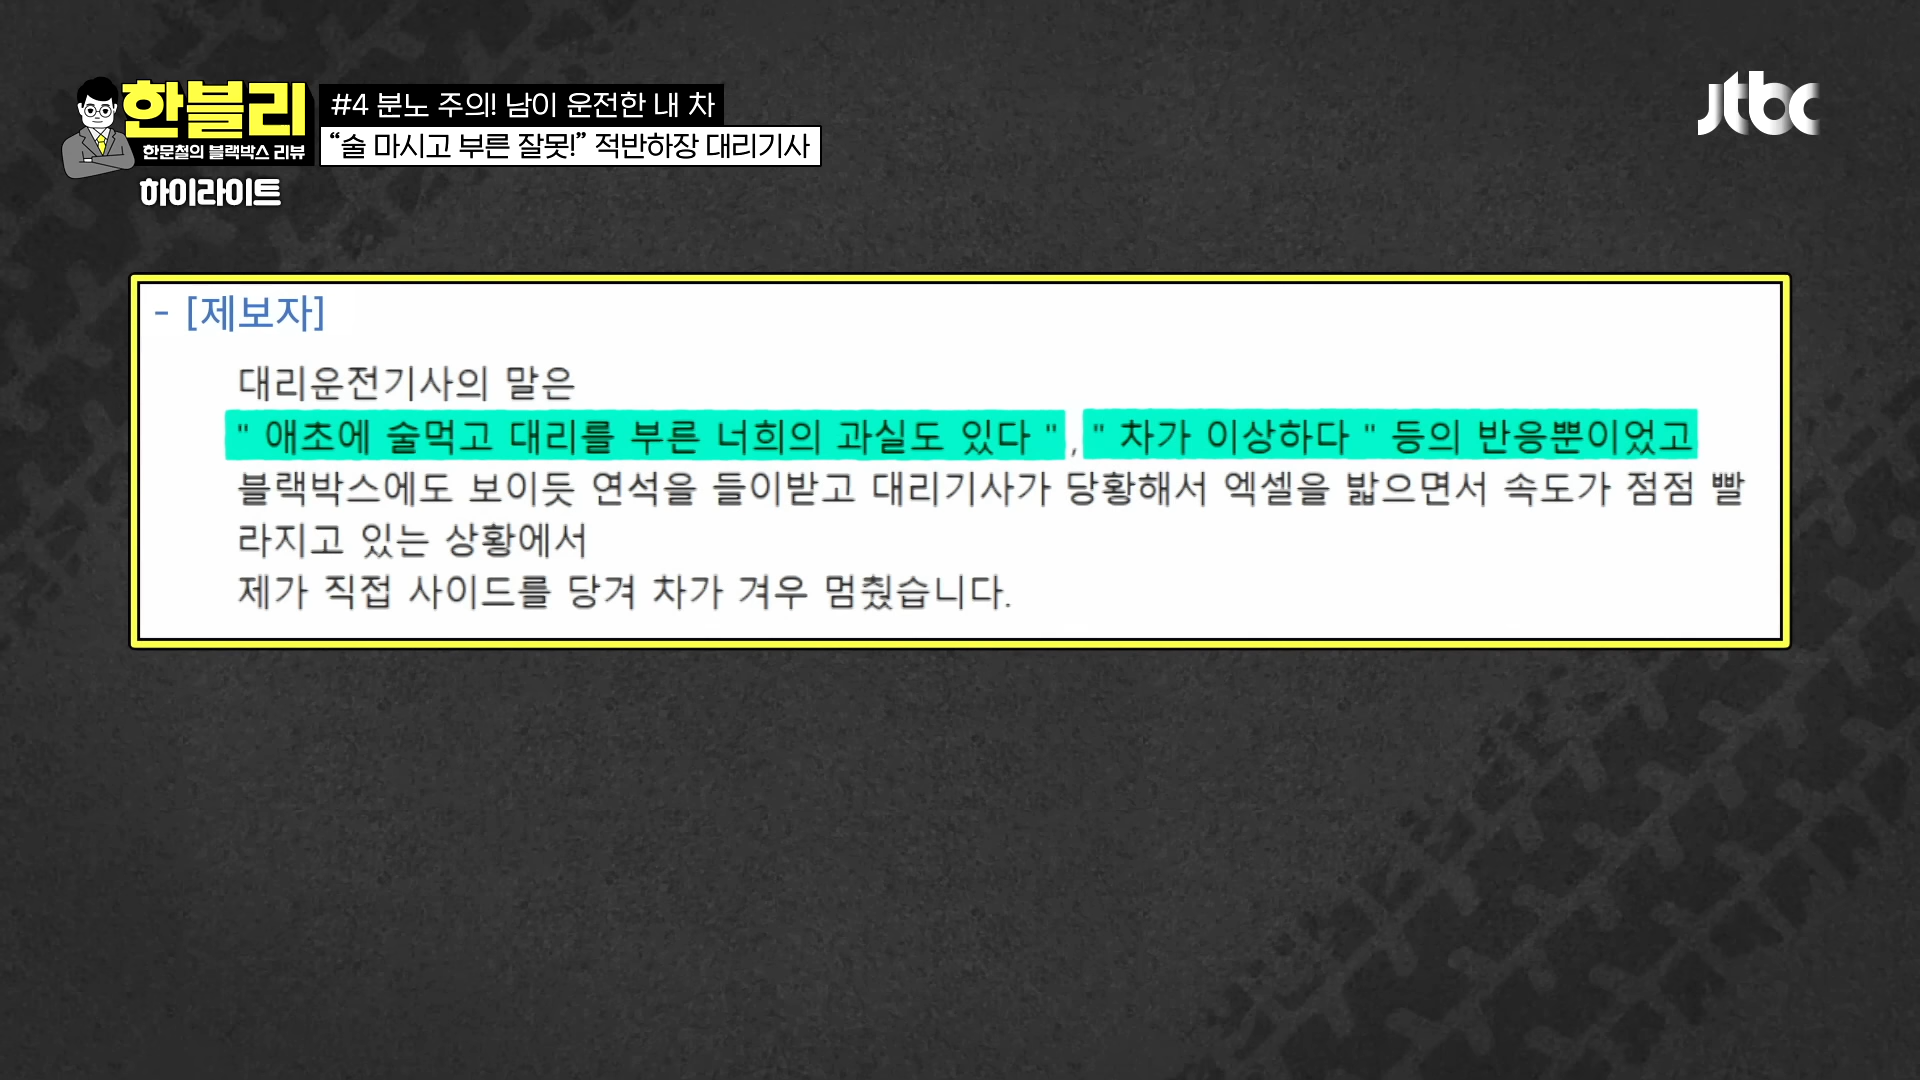 한블리
한문철의 블랙박스 리뷰
하이라이트
#4 분노 주의! 남이 운전한 내 차
“술 마시고 부른 잘못!” 적반하장 대리기사
jtbc
- [제보자]
대리운전기사의 말은
" 애초에 술먹고 대리를 부른 너희의 과실도 있다 ", " 차가 이상하다 " 등의 반응뿐이었고
블랙박스에도 보이듯 연석을 들이받고 대리기사가 당황해서 엑셀을 밟으면서 속도가 점점 빨
라지고 있는 상황에서
제가 직접 사이드를 당겨 차가 겨우 멈췄습니다.